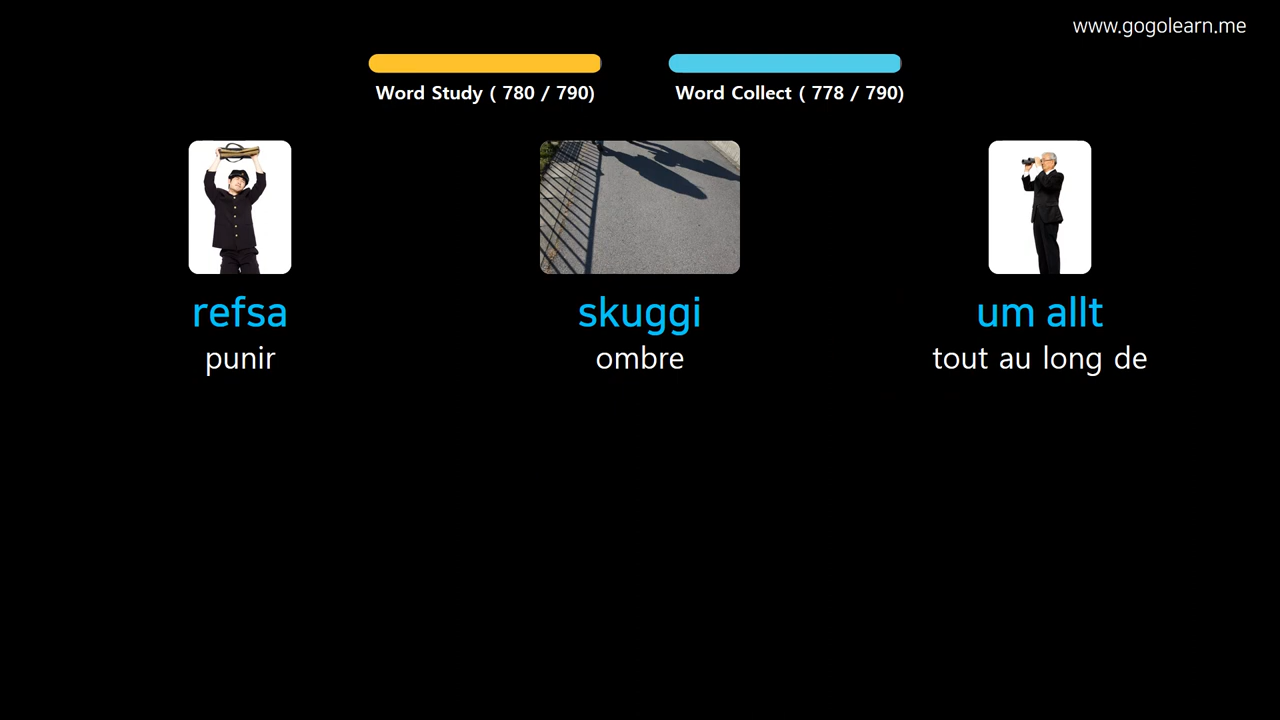 www.gogolearn.me
Word Study ( 780 / 790)
Word Collect ( 778 / 790)
refsa
skuggi
um allt
punir
ombre
tout au long de